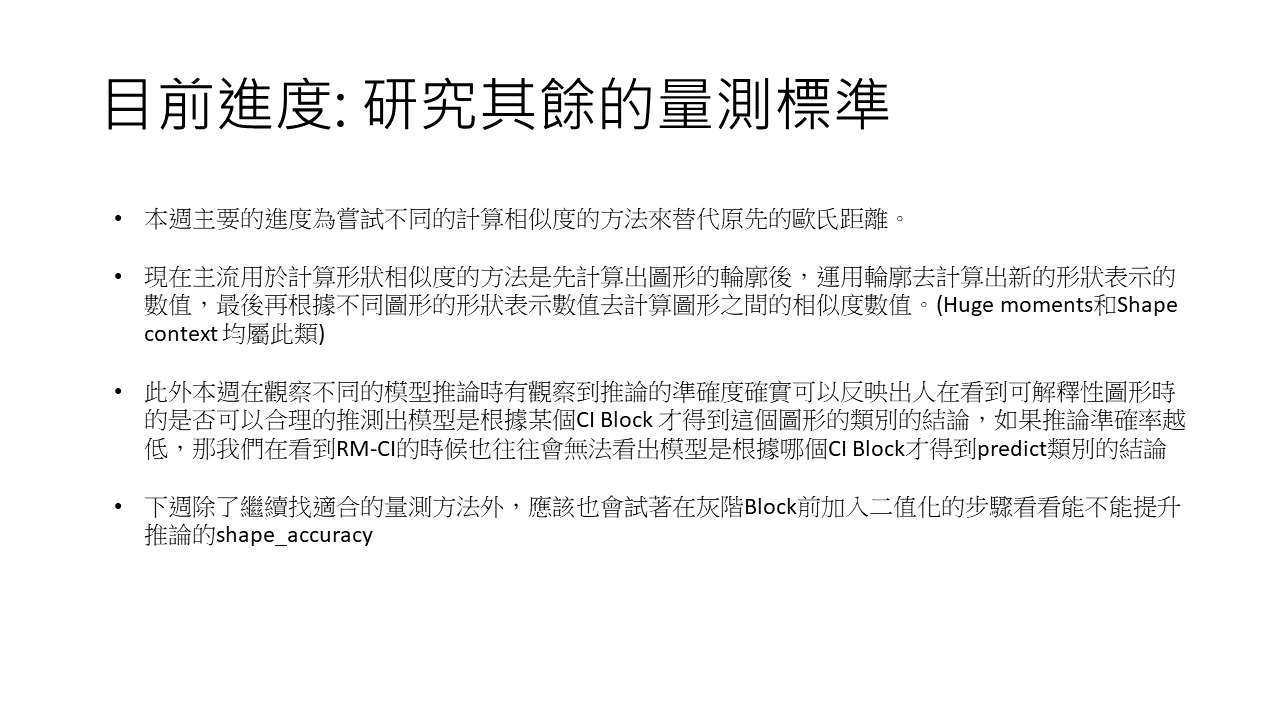 目前進度: 研究其餘的量測標準
• 本週主要的進度為嘗試不同的計算相似度的方法來替代原先的歐氏距離。
• 現在主流用於計算形狀相似度的方法是先計算出圖形的輪廓後，運用輪廓去計算出新的形狀表示的
數值，最後再根據不同圖形的形狀表示數值去計算圖形之間的相似度數值。(Huge moments和Shape
context 均屬此類)
• 此外本週在觀察不同的模型推論時有觀察到推論的準確度確實可以反映出人在看到可解釋性圖形時
的是否可以合理的推測出模型是根據某個CI Block 才得到這個圖形的類別的結論，如果推論準確率越
低，那我們在看到RM-CI的時候也往往會無法看出模型是根據哪個CI Block才得到predict類別的結論
• 下週除了繼續找適合的量測方法外，應該也會試著在灰階Block前加入二值化的步驟看看能不能提升
推論的shape_accuracy